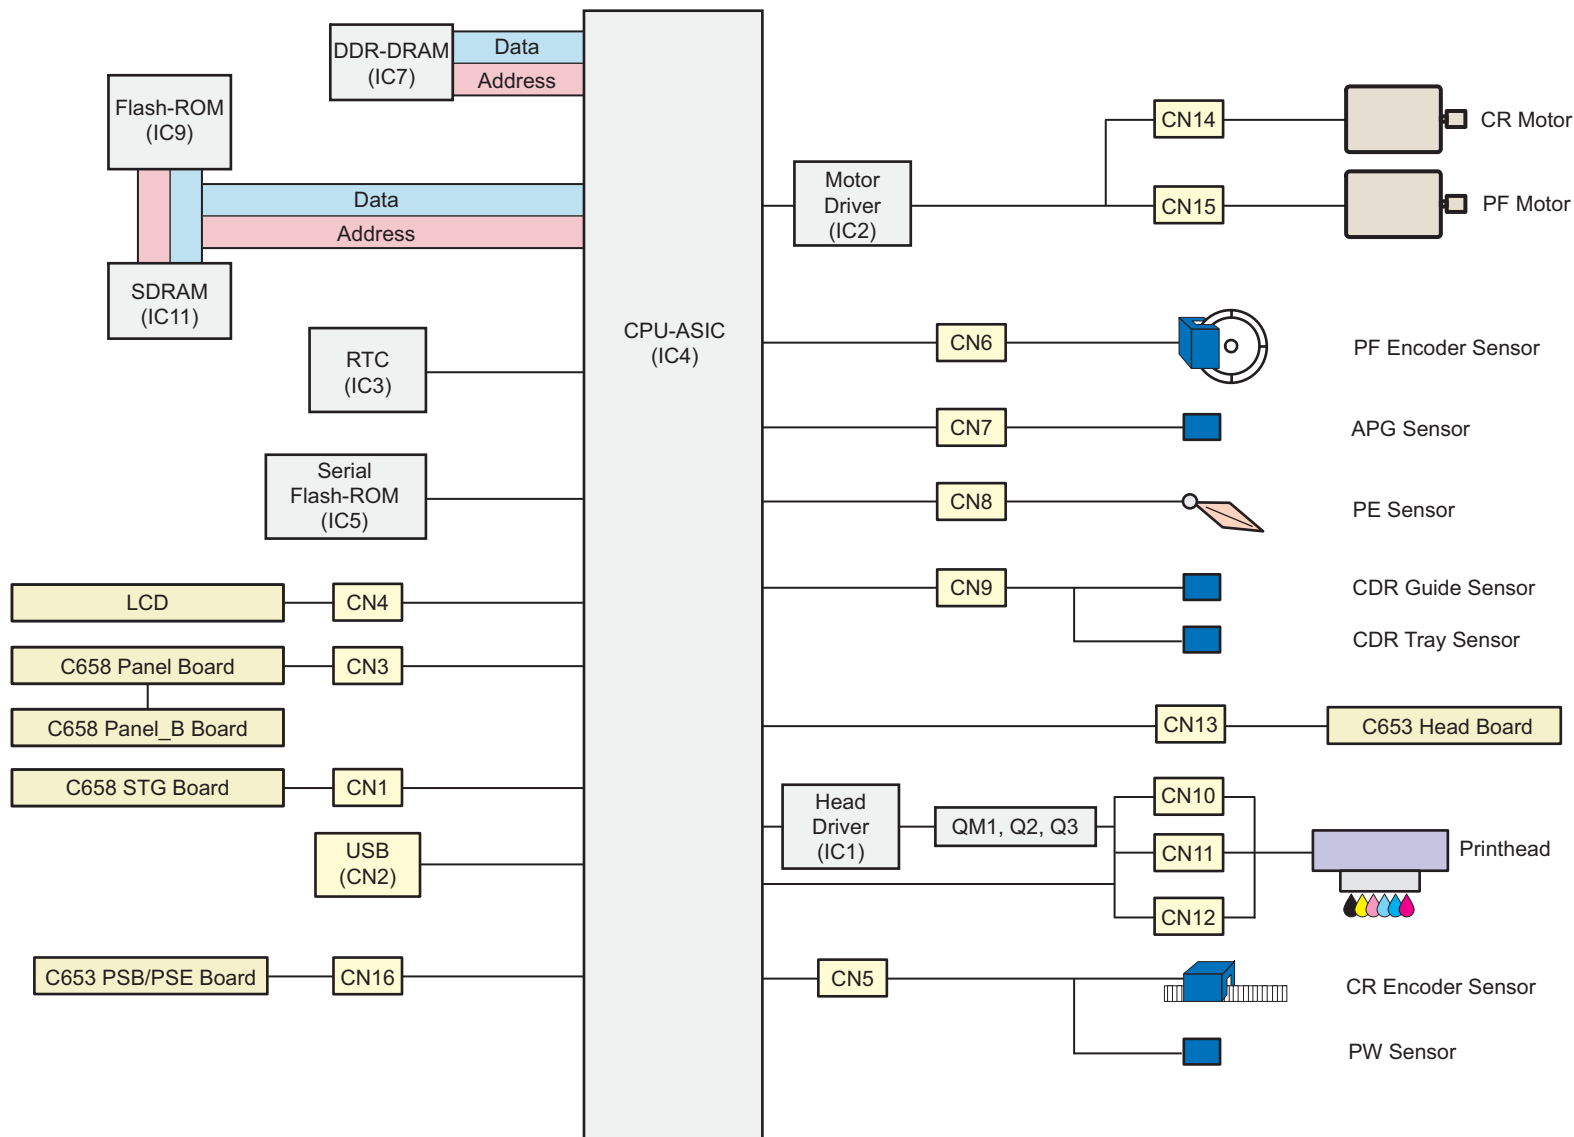 DDR-DRAM
(IC7)
Data
Address
Flash-ROM
(IC9)
Data
Address
SDRAM
(IC11)
RTC
(IC3)
Serial
Flash-ROM
(IC5)
LCD
CN4
C658 Panel Board
CN3
C658 Panel_B Board
C658 STG Board
CN1
USB
(CN2)
C653 PSB/PSE Board
CN16
CPU-ASIC
(IC4)
Motor
Driver
(IC2)
CN14
CR Motor
CN15
PF Motor
CN6
PF Encoder Sensor
CN7
APG Sensor
CN8
PE Sensor
CN9
CDR Guide Sensor
CDR Tray Sensor
CN13
C653 Head Board
Head
Driver
(IC1)
QM1, Q2, Q3
CN10
CN11
CN12
Printhead
CN5
CR Encoder Sensor
PW Sensor